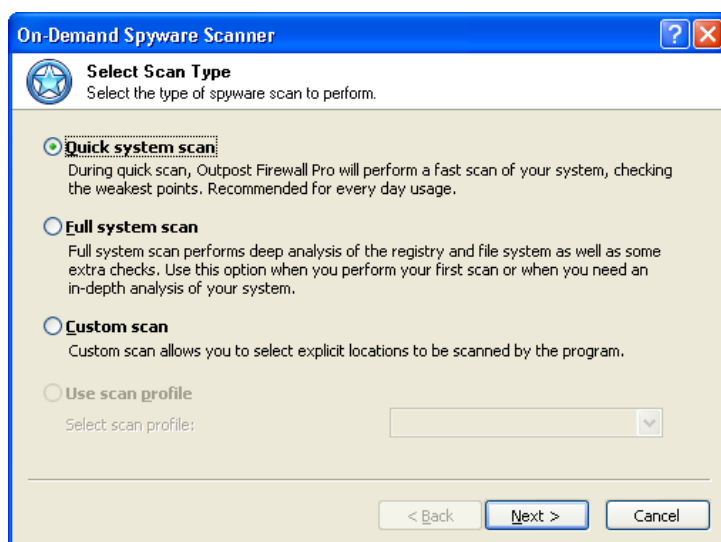 On-Demand Spyware Scanner
Select Scan Type
Select the type of spyware scan to perform.
Quick system scan
During quick scan, Outpost Firewall Pro will perform a fast scan of your system, checking
the weakest points. Recommended for every day usage.
Full system scan
Full system scan performs deep analysis of the registry and file system as well as some
extra checks. Use this option when you perform your first scan or when you need an
in-depth analysis of your system.
Custom scan
Custom scan allows you to select explicit locations to be scanned by the program.
Use scan profile
Select scan profile:
< Back
Next >
Cancel